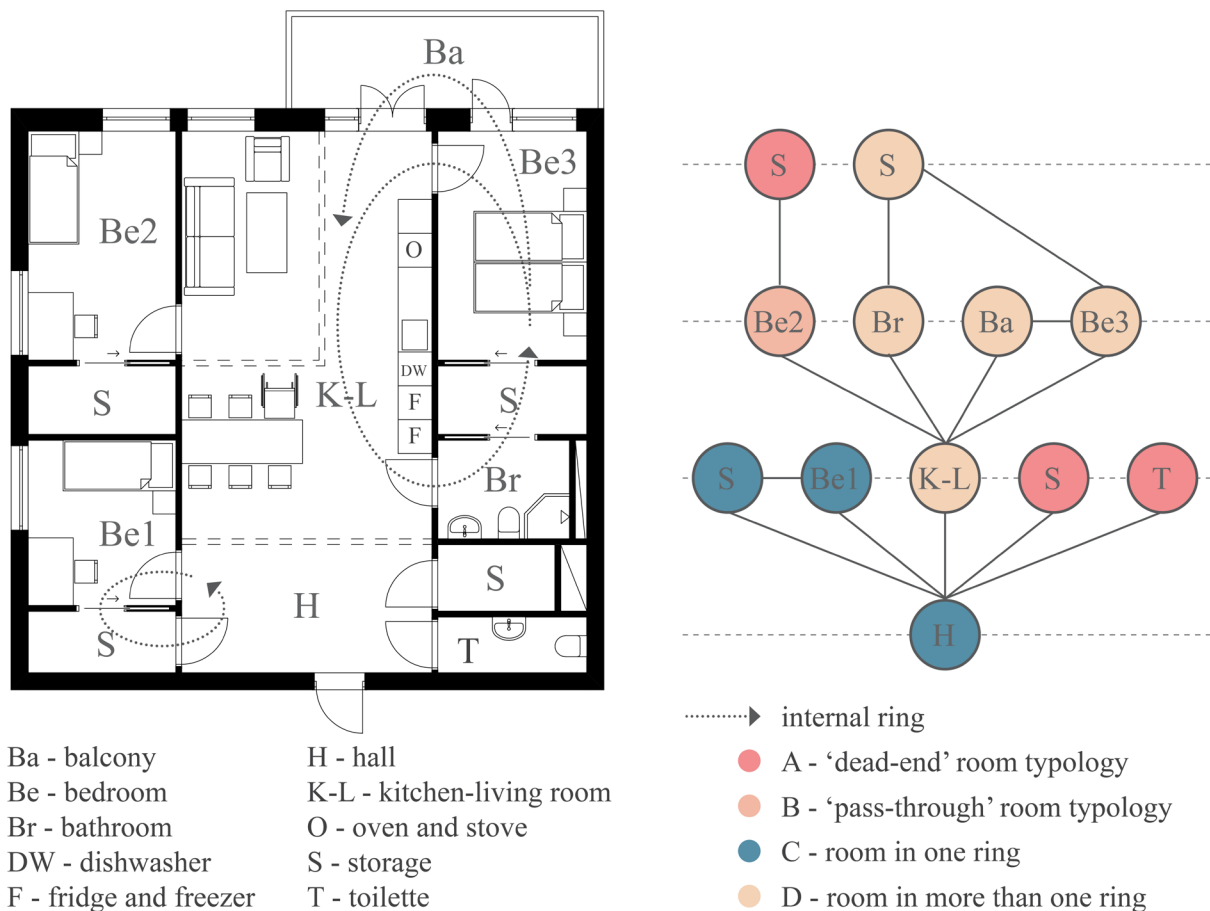 Ba
Be3
Be2
O
DW
K-L
F
F
S
S
Br
Be1
S
H
S
T
S
S
Be2
Br
Ba
Be3
S
Be1
K-L
S
T
H
Ba - balcony
Be - bedroom
Br - bathroom
DW - dishwasher
F - fridge and freezer
H - hall
K-L - kitchen-living room
O - oven and stove
S - storage
T - toilette
internal ring
A - ‘dead-end’ room typology
B - ‘pass-through’ room typology
C - room in one ring
D - room in more than one ring